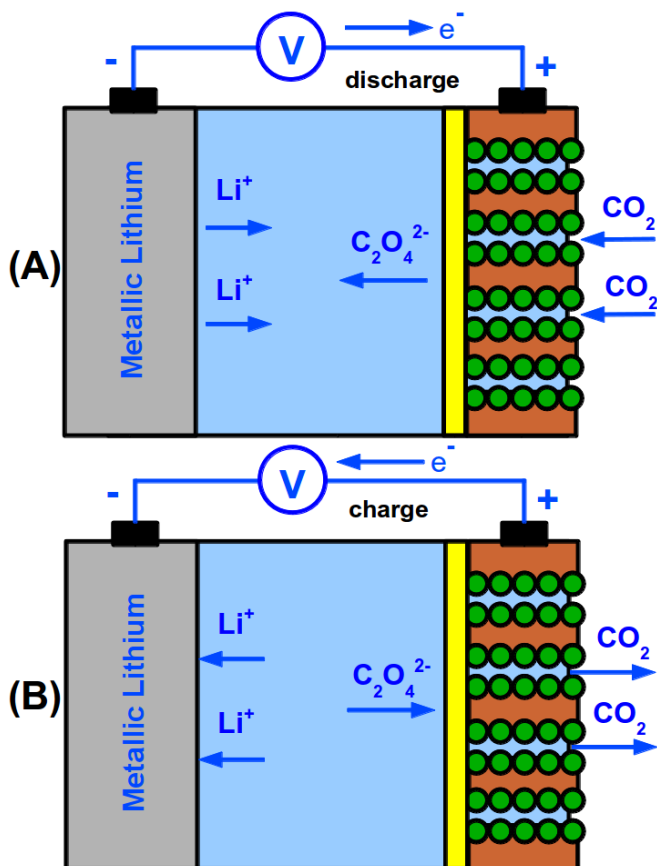 - V e⁻ +
discharge
Metallic Lithium
Li⁺
C₂O₄²⁻
CO₂
(A)
Li⁺
CO₂
- V e⁻ +
charge
Metallic Lithium
Li⁺
C₂O₄²⁻
CO₂
(B)
Li⁺
CO₂